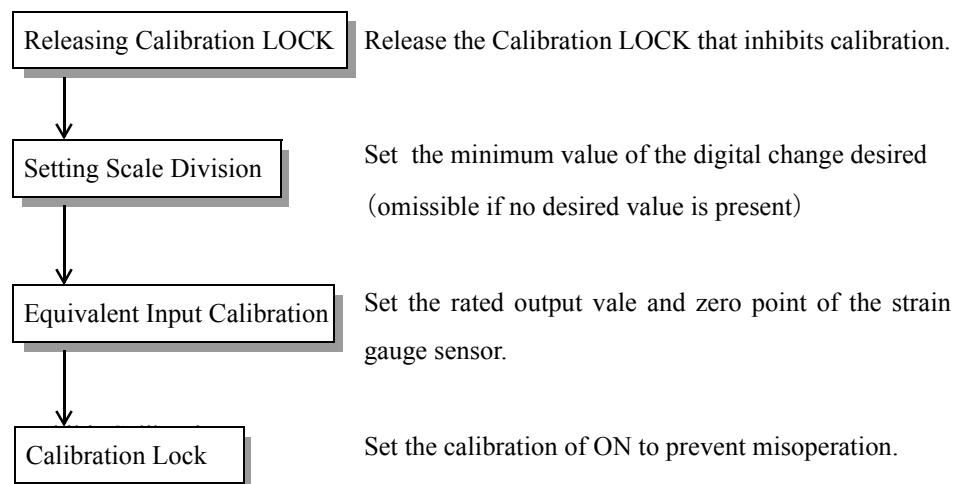 Releasing Calibration LOCK
Release the Calibration LOCK that inhibits calibration.
Setting Scale Division
Set the minimum value of the digital change desired
（omissible if no desired value is present）
Equivalent Input Calibration
Set the rated output vale and zero point of the strain
gauge sensor.
Calibration Lock
Set the calibration of ON to prevent misoperation.